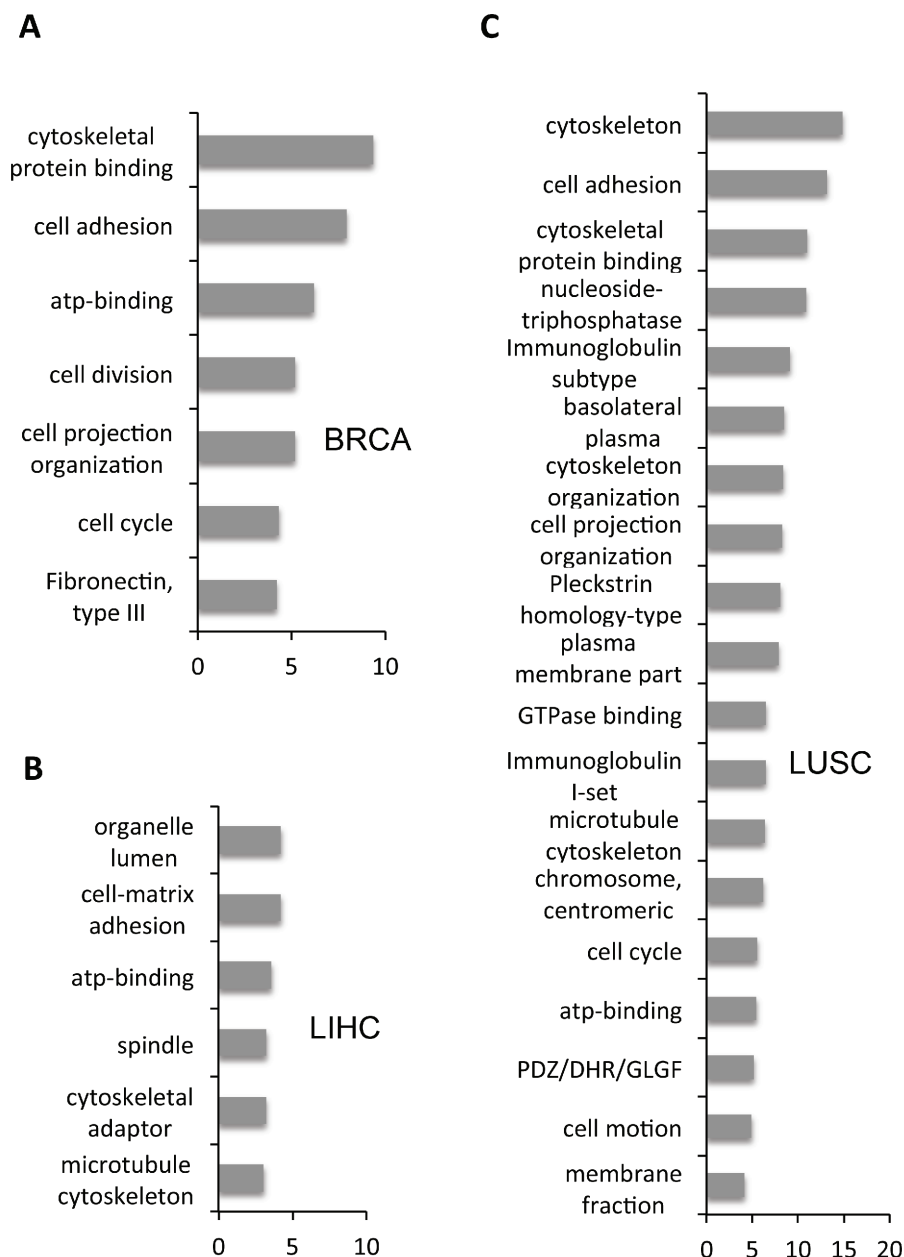 A
cytoskeletal
protein binding
cell adhesion
atp-binding
cell division
cell projection
organization
BRCA
cell cycle
Fibronectin,
type III
0 5 10
B
organelle
lumen
cell-matrix
adhesion
atp-binding
spindle
LIHC
cytoskeletal
adaptor
microtubule
cytoskeleton
0 5 10
C
cytoskeleton
cell adhesion
cytoskeletal
protein binding
nucleoside-
triphosphatase
Immunoglobulin
subtype
basolateral
plasma
cytoskeleton
organization
cell projection
organization
Pleckstrin
homology-type
plasma
membrane part
GTPase binding
Immunoglobulin
I-set
LUSC
microtubule
cytoskeleton
chromosome,
centromeric
cell cycle
atp-binding
PDZ/DHR/GLGF
cell motion
membrane
fraction
0 5 10 15 20